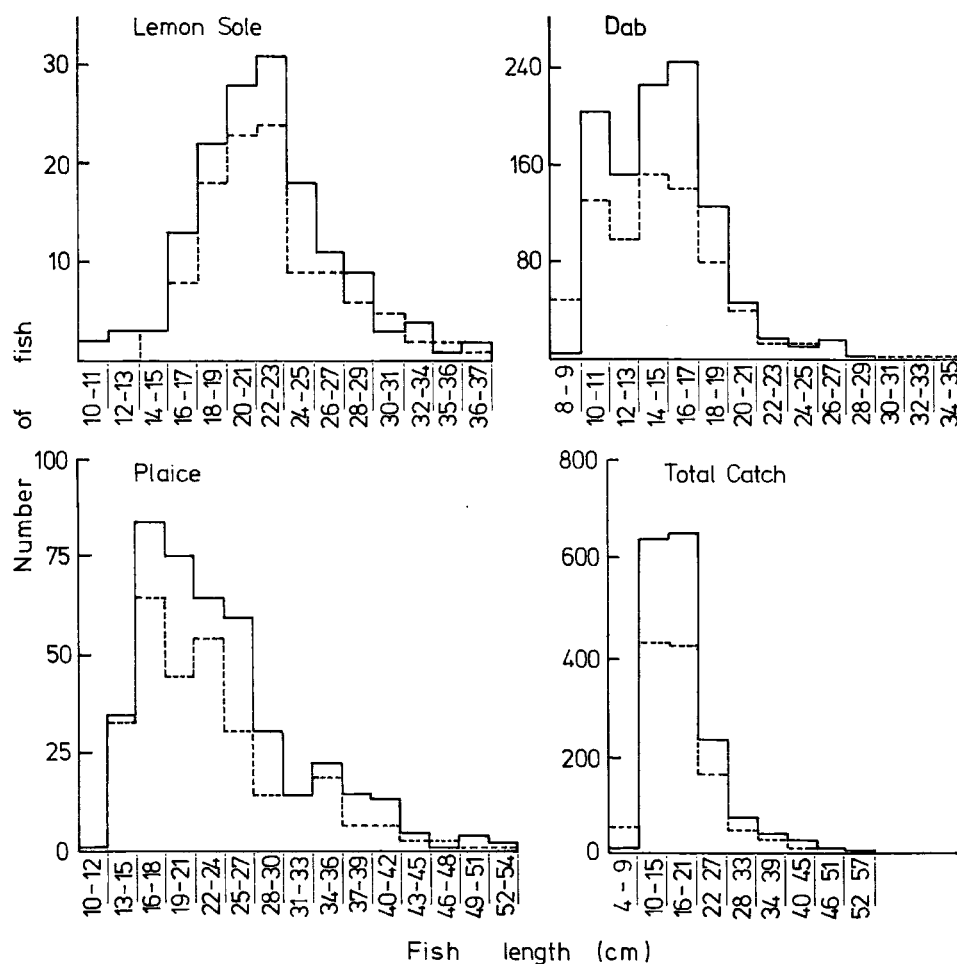 Lemon Sole
30
20
10
10-11 12-13 14-15 16-17 18-19 20-21 22-23 24-25 26-27 28-29 30-31 32-34 35-36 36-37
Dab
240
160
80
8-9 10-11 12-13 14-15 16-17 18-19 20-21 22-23 24-25 26-27 28-29 30-31 32-33 34-35
Plaice
100
75
50
25
0
10-12 13-15 16-18 19-21 22-24 25-27 28-30 31-33 34-36 37-39 40-42 43-45 46-48 49-51 52-54
Total Catch
800
600
400
200
0
4-9 10-15 16-21 22 27 28 33 34 39 40 45 46 51 52 57
Number of fish
Fish length (cm)